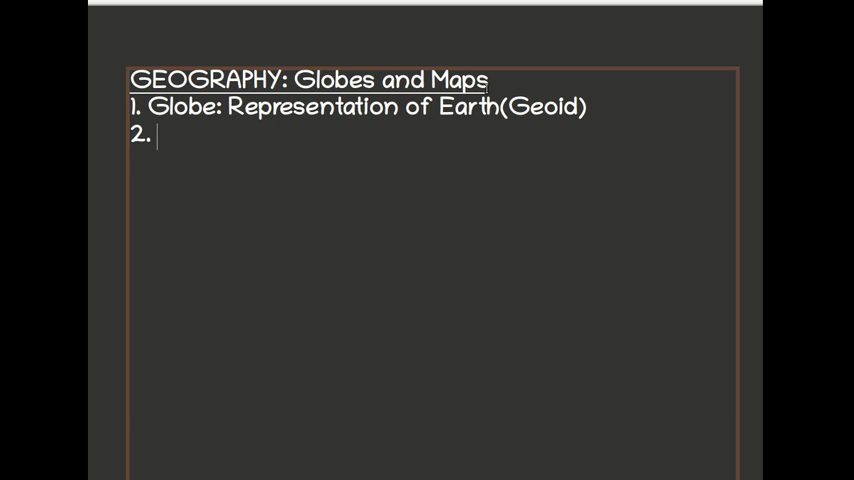 GEOGRAPHY: Globes and Maps
1. Globe: Representation of Earth(Geoid)
2.